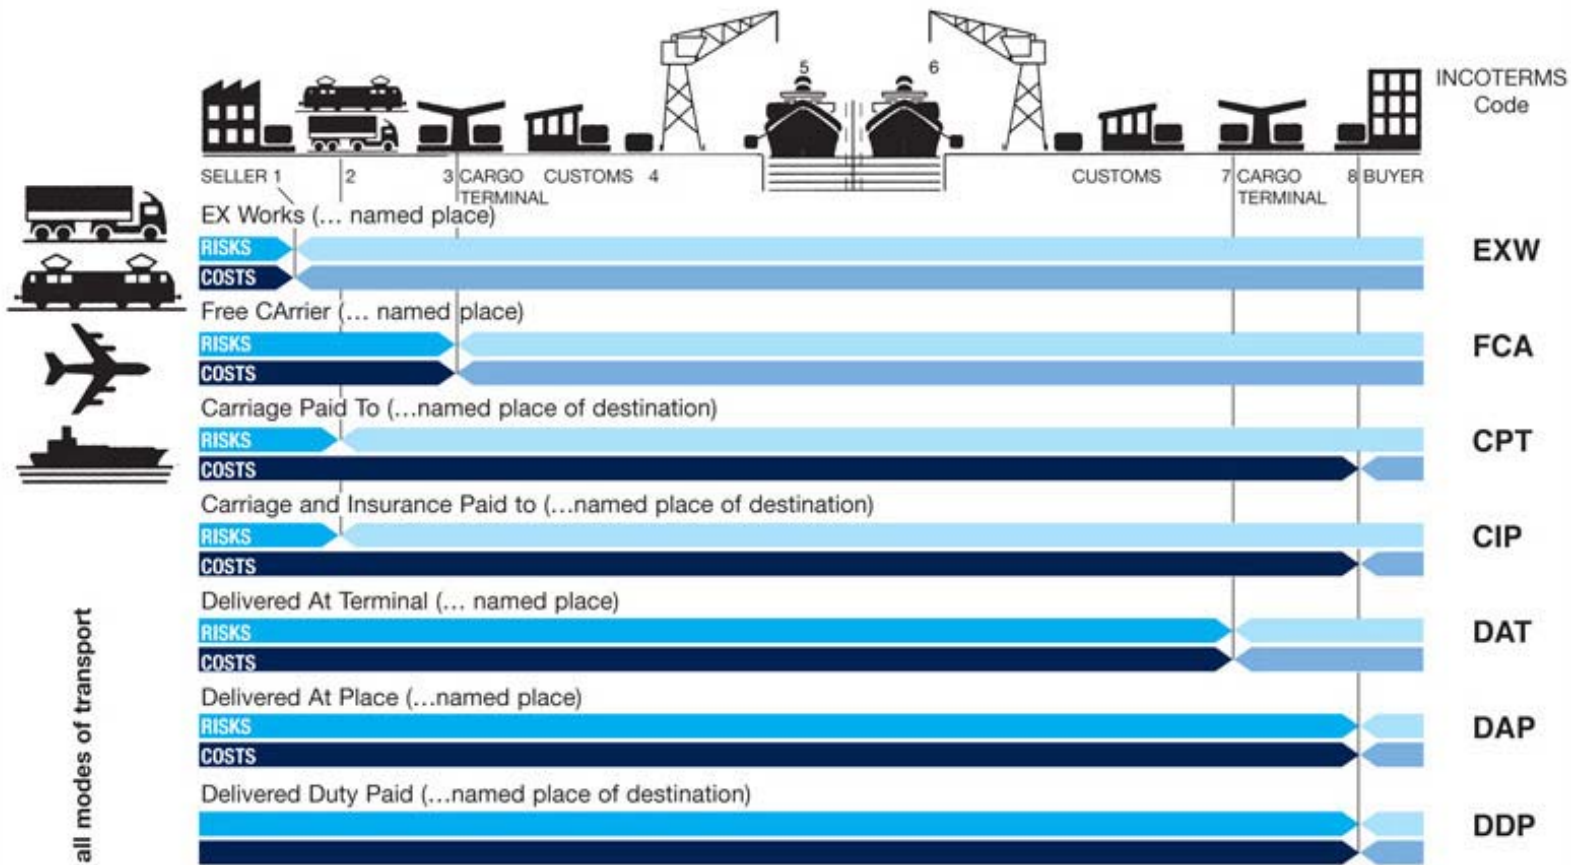 5
6
INCOTERMS
Code
SELLER 1
2
3 CARGO
TERMINAL
CUSTOMS 4
CUSTOMS
7 CARGO
TERMINAL
8 BUYER
EX Works (... named place)
RISKS
COSTS
EXW
Free CArrier (... named place)
RISKS
COSTS
FCA
Carriage Paid To (...named place of destination)
RISKS
COSTS
CPT
Carriage and Insurance Paid to (...named place of destination)
RISKS
COSTS
CIP
Delivered At Terminal (... named place)
RISKS
COSTS
DAT
Delivered At Place (...named place)
RISKS
COSTS
DAP
Delivered Duty Paid (...named place of destination)
DDP
all modes of transport